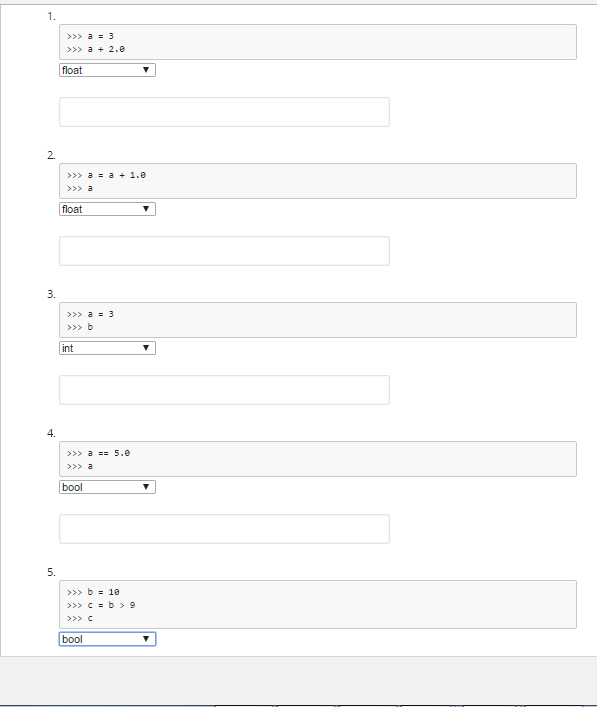 1.
>>> a = 3
>>> a + 2.0
float
2.
>>> a = a + 1.0
>>> a
float
3.
>>> a = 3
>>> b
int
4.
>>> a == 5.0
>>> a
bool
5.
>>> b = 10
>>> c = b > 9
>>> c
bool